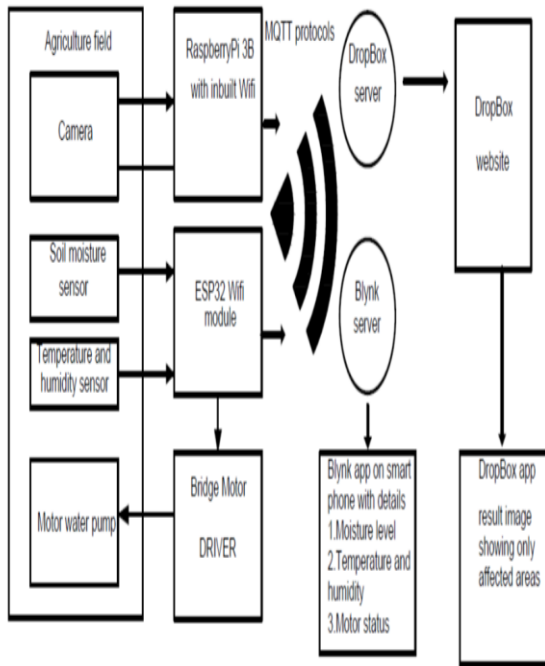 Agriculture field
Camera
Soil moisture
sensor
Temperature and
humidity sensor
Motor water pump
RaspberryPi 3B
with inbuilt Wifi
ESP32 Wifi
module
Bridge Motor
DRIVER
MQTT protocols
DropBox
server
Blynk
server
Blynk app on smart
phone with details
1.Moisture level
2.Temperature and
humidity
3.Motor status
DropBox
website
DropBox app
result image
showing only
affected areas